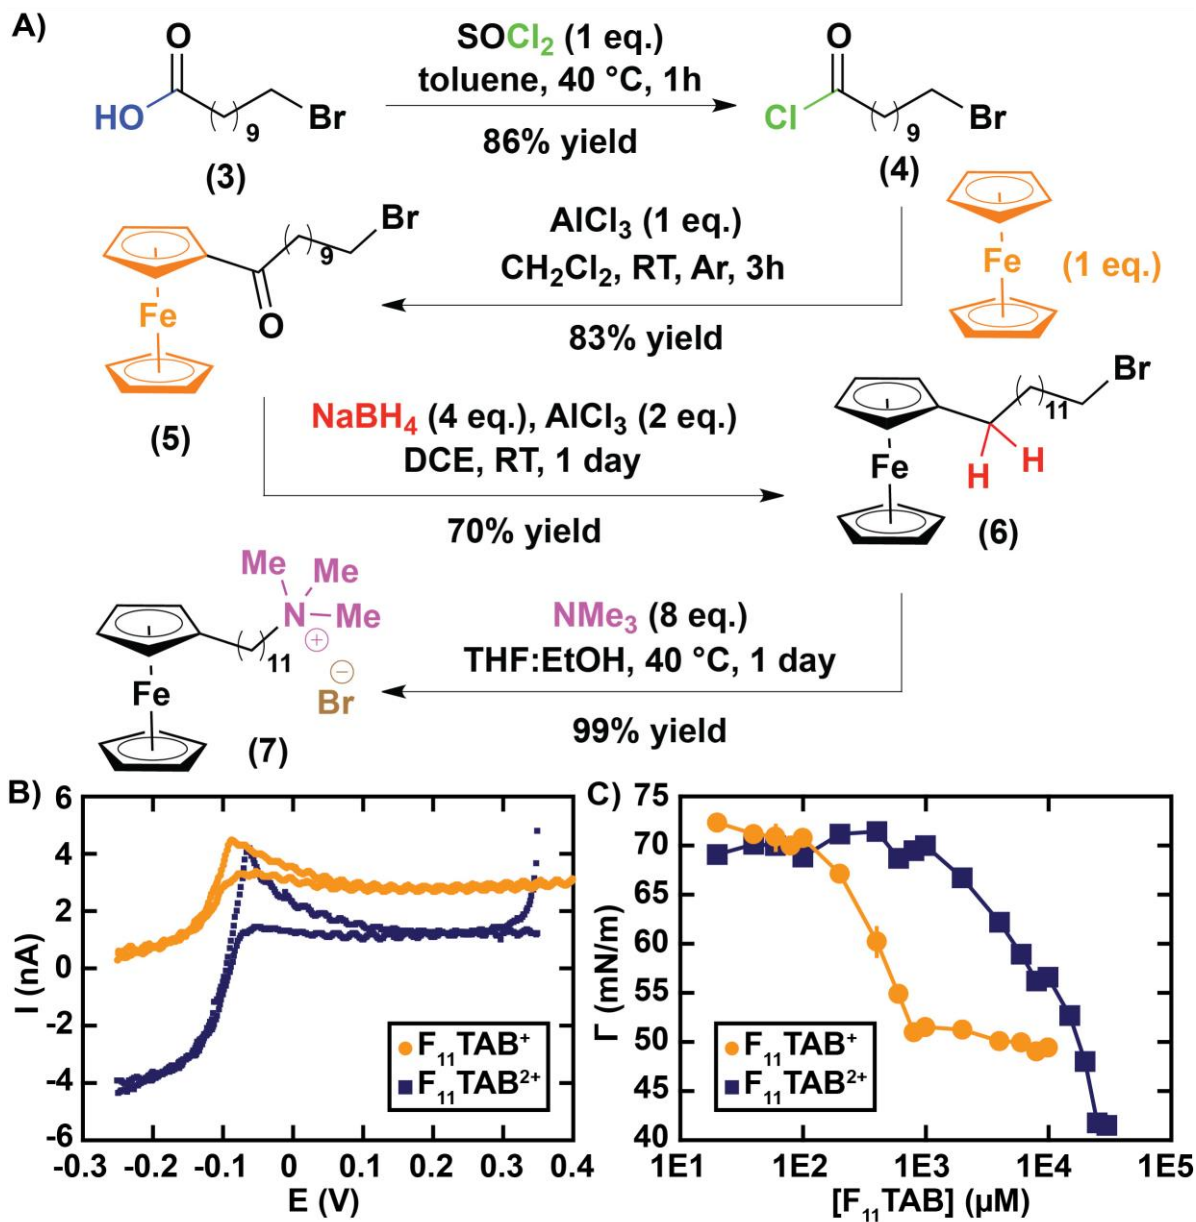 A)
O
HO
9
Br
(3)
SOCl2 (1 eq.)
toluene, 40 °C, 1h
86% yield
O
Cl
9
Br
(4)
AlCl3 (1 eq.)
CH2Cl2, RT, Ar, 3h
83% yield
Fe
(1 eq.)
Br
9
O
Fe
(5)
NaBH4 (4 eq.), AlCl3 (2 eq.)
DCE, RT, 1 day
70% yield
Br
11
H
H
Fe
(6)
NMe3 (8 eq.)
THF:EtOH, 40 °C, 1 day
99% yield
Me
Me
N
Me
+
11
−
Br
Fe
(7)
B)
6
4
2
0
-2
-4
-6
I (nA)
F11TAB+
F11TAB2+
-0.3
-0.2
-0.1
0
0.1
0.2
0.3
0.4
E (V)
C)
75
70
65
60
55
50
45
40
Γ (mN/m)
F11TAB+
F11TAB2+
1E1
1E2
1E3
1E4
1E5
[F11TAB] (µM)